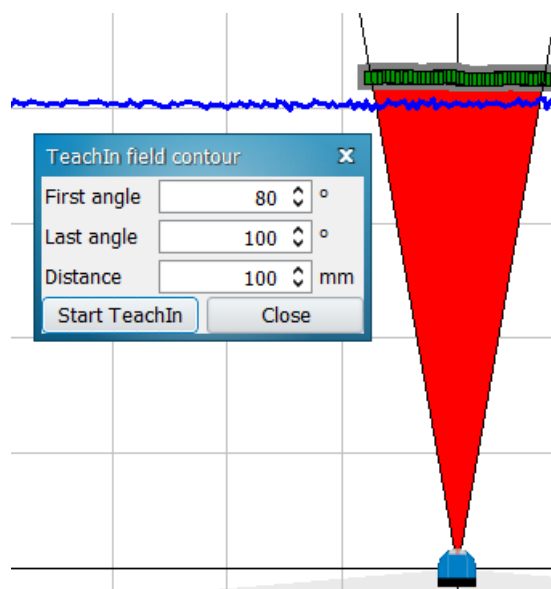 TeachIn field contour x
First angle 80 °
Last angle 100 °
Distance 100 mm
Start TeachIn Close